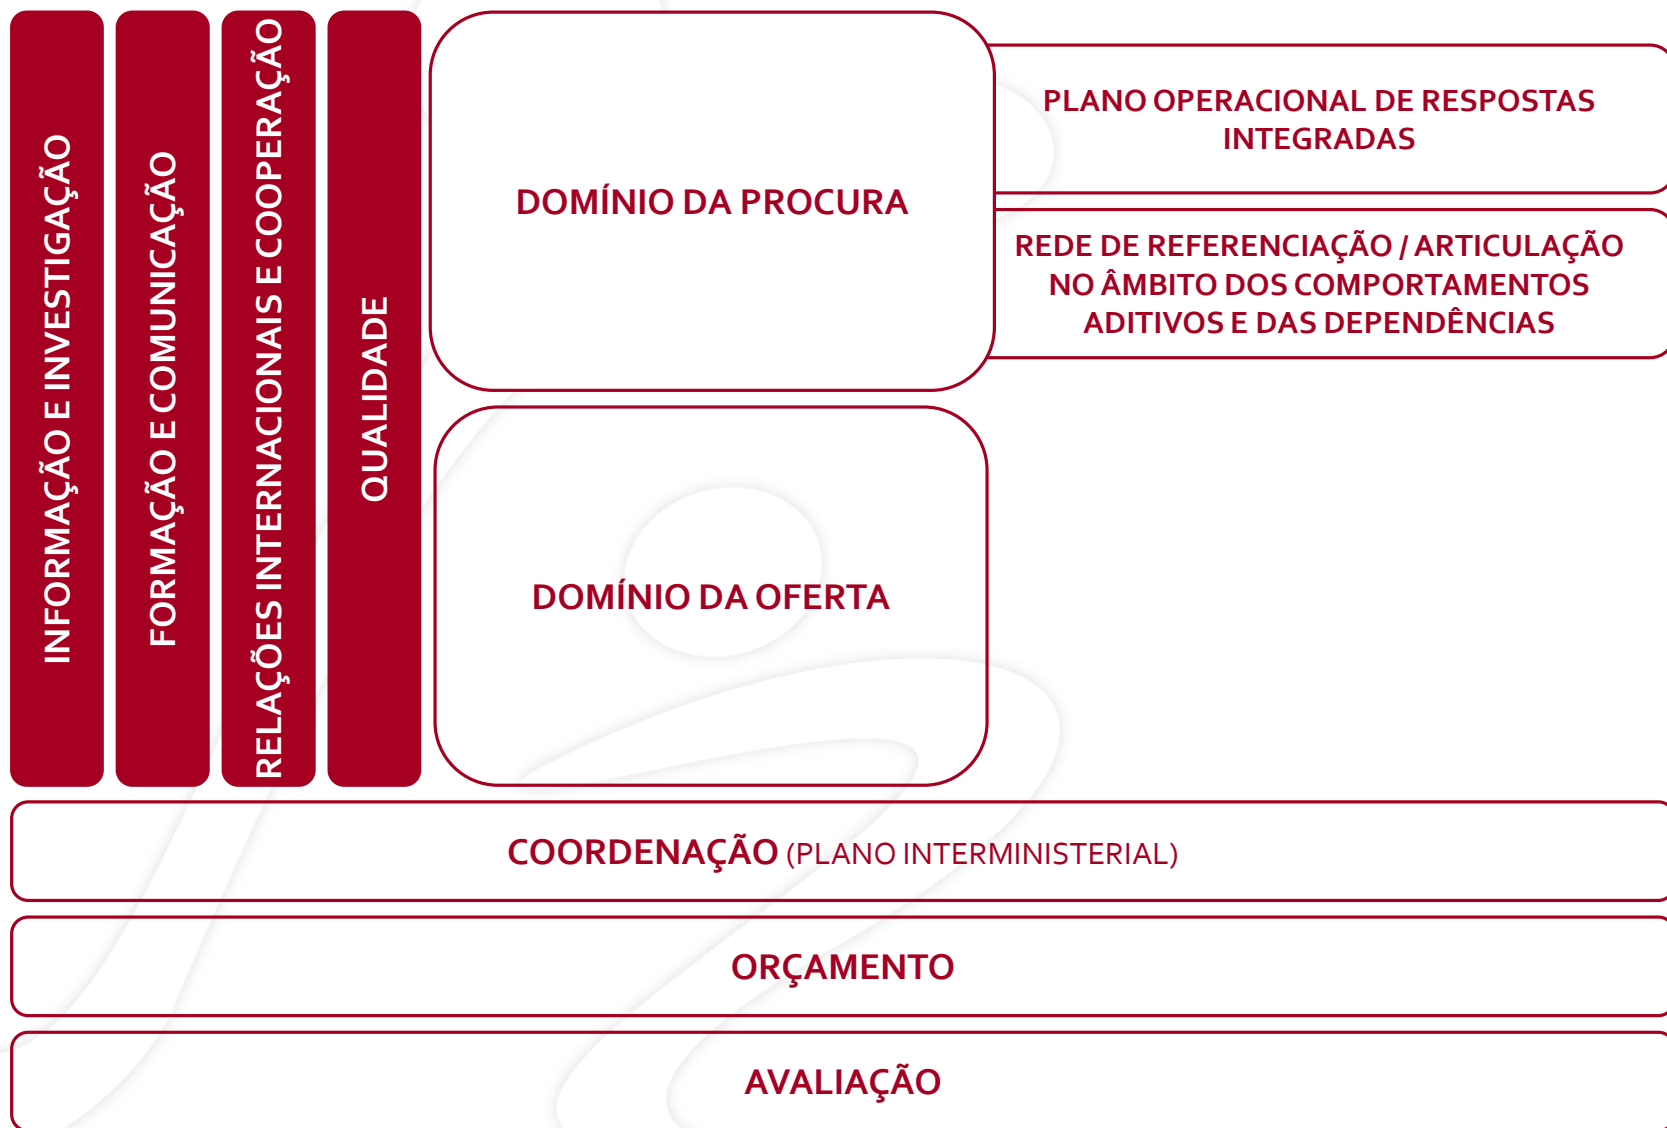 INFORMAÇÃO E INVESTIGAÇÃO
FORMAÇÃO E COMUNICAÇÃO
RELAÇÕES INTERNACIONAIS E COOPERAÇÃO
QUALIDADE
DOMÍNIO DA PROCURA
PLANO OPERACIONAL DE RESPOSTAS
INTEGRADAS
REDE DE REFERENCIAÇÃO / ARTICULAÇÃO
NO ÂMBITO DOS COMPORTAMENTOS
ADITIVOS E DAS DEPENDÊNCIAS
DOMÍNIO DA OFERTA
COORDENAÇÃO (PLANO INTERMINISTERIAL)
ORÇAMENTO
AVALIAÇÃO